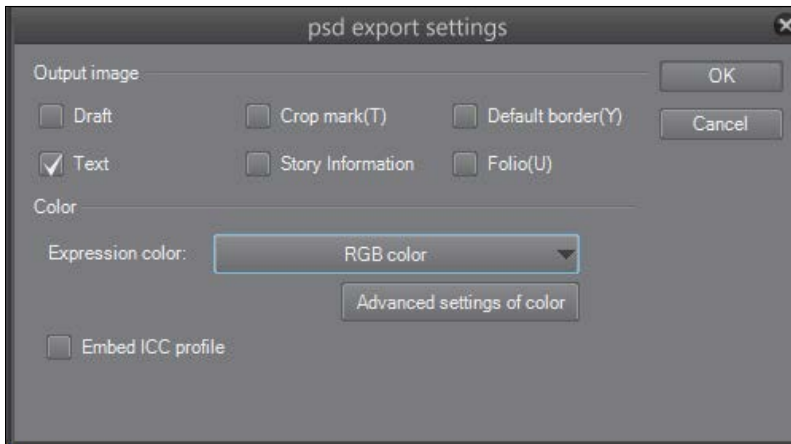 psd export settings
Output image
OK
Draft
Crop mark(T)
Default border(Y)
Cancel
Text
Story Information
Folio(U)
Color
Expression color:
RGB color
Advanced settings of color
Embed ICC profile